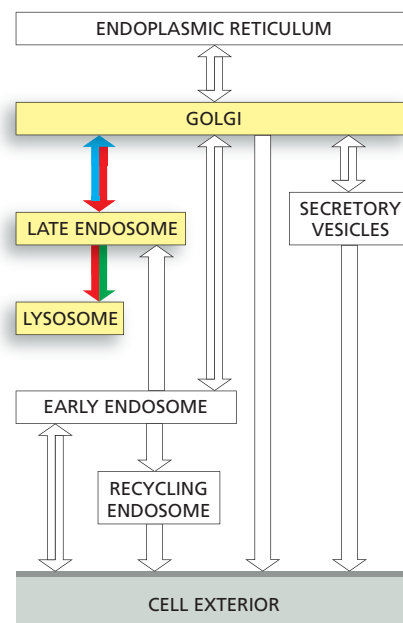 ENDOPLASMIC RETICULUM
GOLGI
LATE ENDOSOME
SECRETORY
VESICLES
LYSOSOME
EARLY ENDOSOME
RECYCLING
ENDOSOME
CELL EXTERIOR